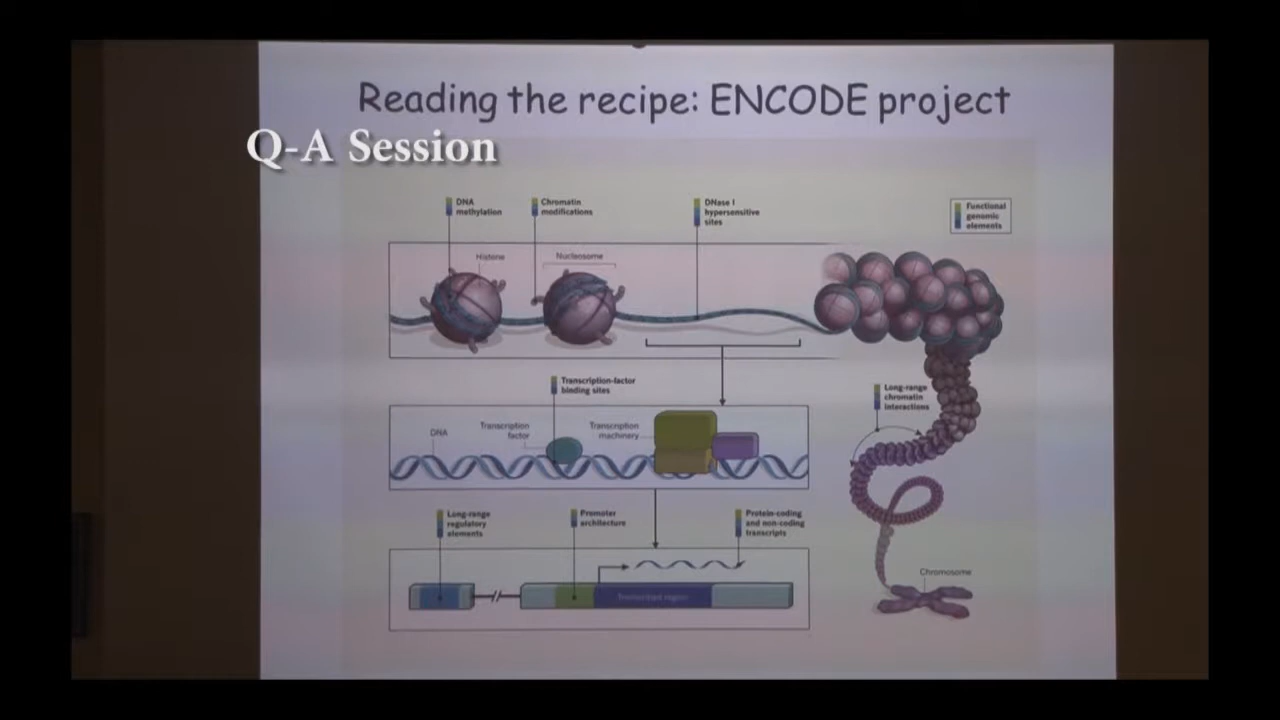 Reading the recipe: ENCODE project
Q-A Session
DNA
methylation
Chromatin
modifications
DNase I
hypersensitive
sites
Functional
genomic
elements
Histone
Nucleosome
Transcription-factor
binding sites
Long-range
chromatin
interactions
DNA
Transcription
factor
Transcription
machinery
Long-range
regulatory
elements
Promoter
architecture
Protein-coding
and non-coding
transcripts
Chromosome
Transcribed region